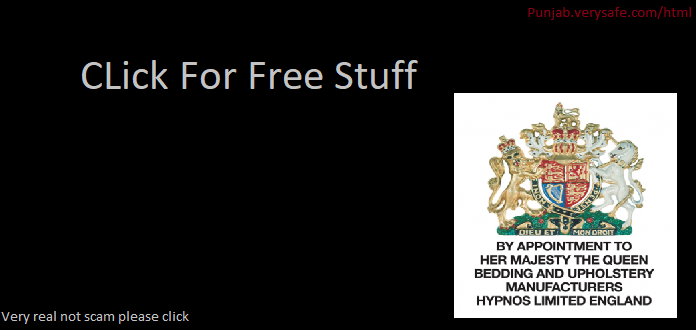 Punjab.verysafe.com/html
CLick For Free Stuff
DIEU ET MON DROIT
BY APPOINTMENT TO
HER MAJESTY THE QUEEN
BEDDING AND UPHOLSTERY
MANUFACTURERS
HYPNOS LIMITED ENGLAND
Very real not scam please click